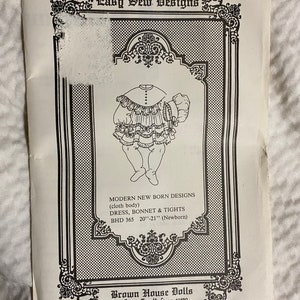 Easy Sew Designs
MODERN NEW BORN DESIGNS
(cloth body)
DRESS, BONNET & TIGHTS
BHD 365 20"-21" (Newborn)
Brown House Dolls